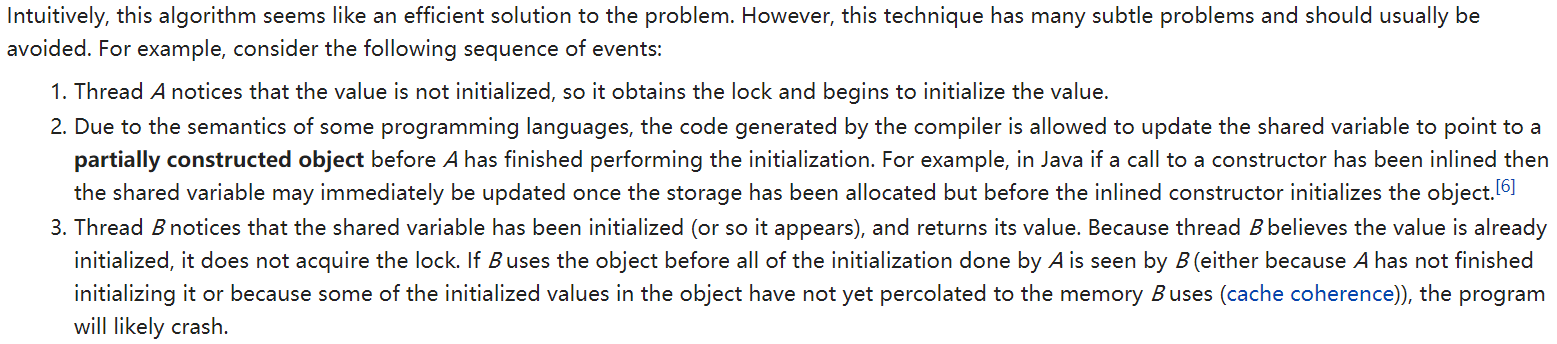 Intuitively, this algorithm seems like an efficient solution to the problem. However, this technique has many subtle problems and should usually be
avoided. For example, consider the following sequence of events:
1. Thread A notices that the value is not initialized, so it obtains the lock and begins to initialize the value.
2. Due to the semantics of some programming languages, the code generated by the compiler is allowed to update the shared variable to point to a
partially constructed object before A has finished performing the initialization. For example, in Java if a call to a constructor has been inlined then
the shared variable may immediately be updated once the storage has been allocated but before the inlined constructor initializes the object.[6]
3. Thread B notices that the shared variable has been initialized (or so it appears), and returns its value. Because thread B believes the value is already
initialized, it does not acquire the lock. If B uses the object before all of the initialization done by A is seen by B (either because A has not finished
initializing it or because some of the initialized values in the object have not yet percolated to the memory B uses (cache coherence)), the program
will likely crash.